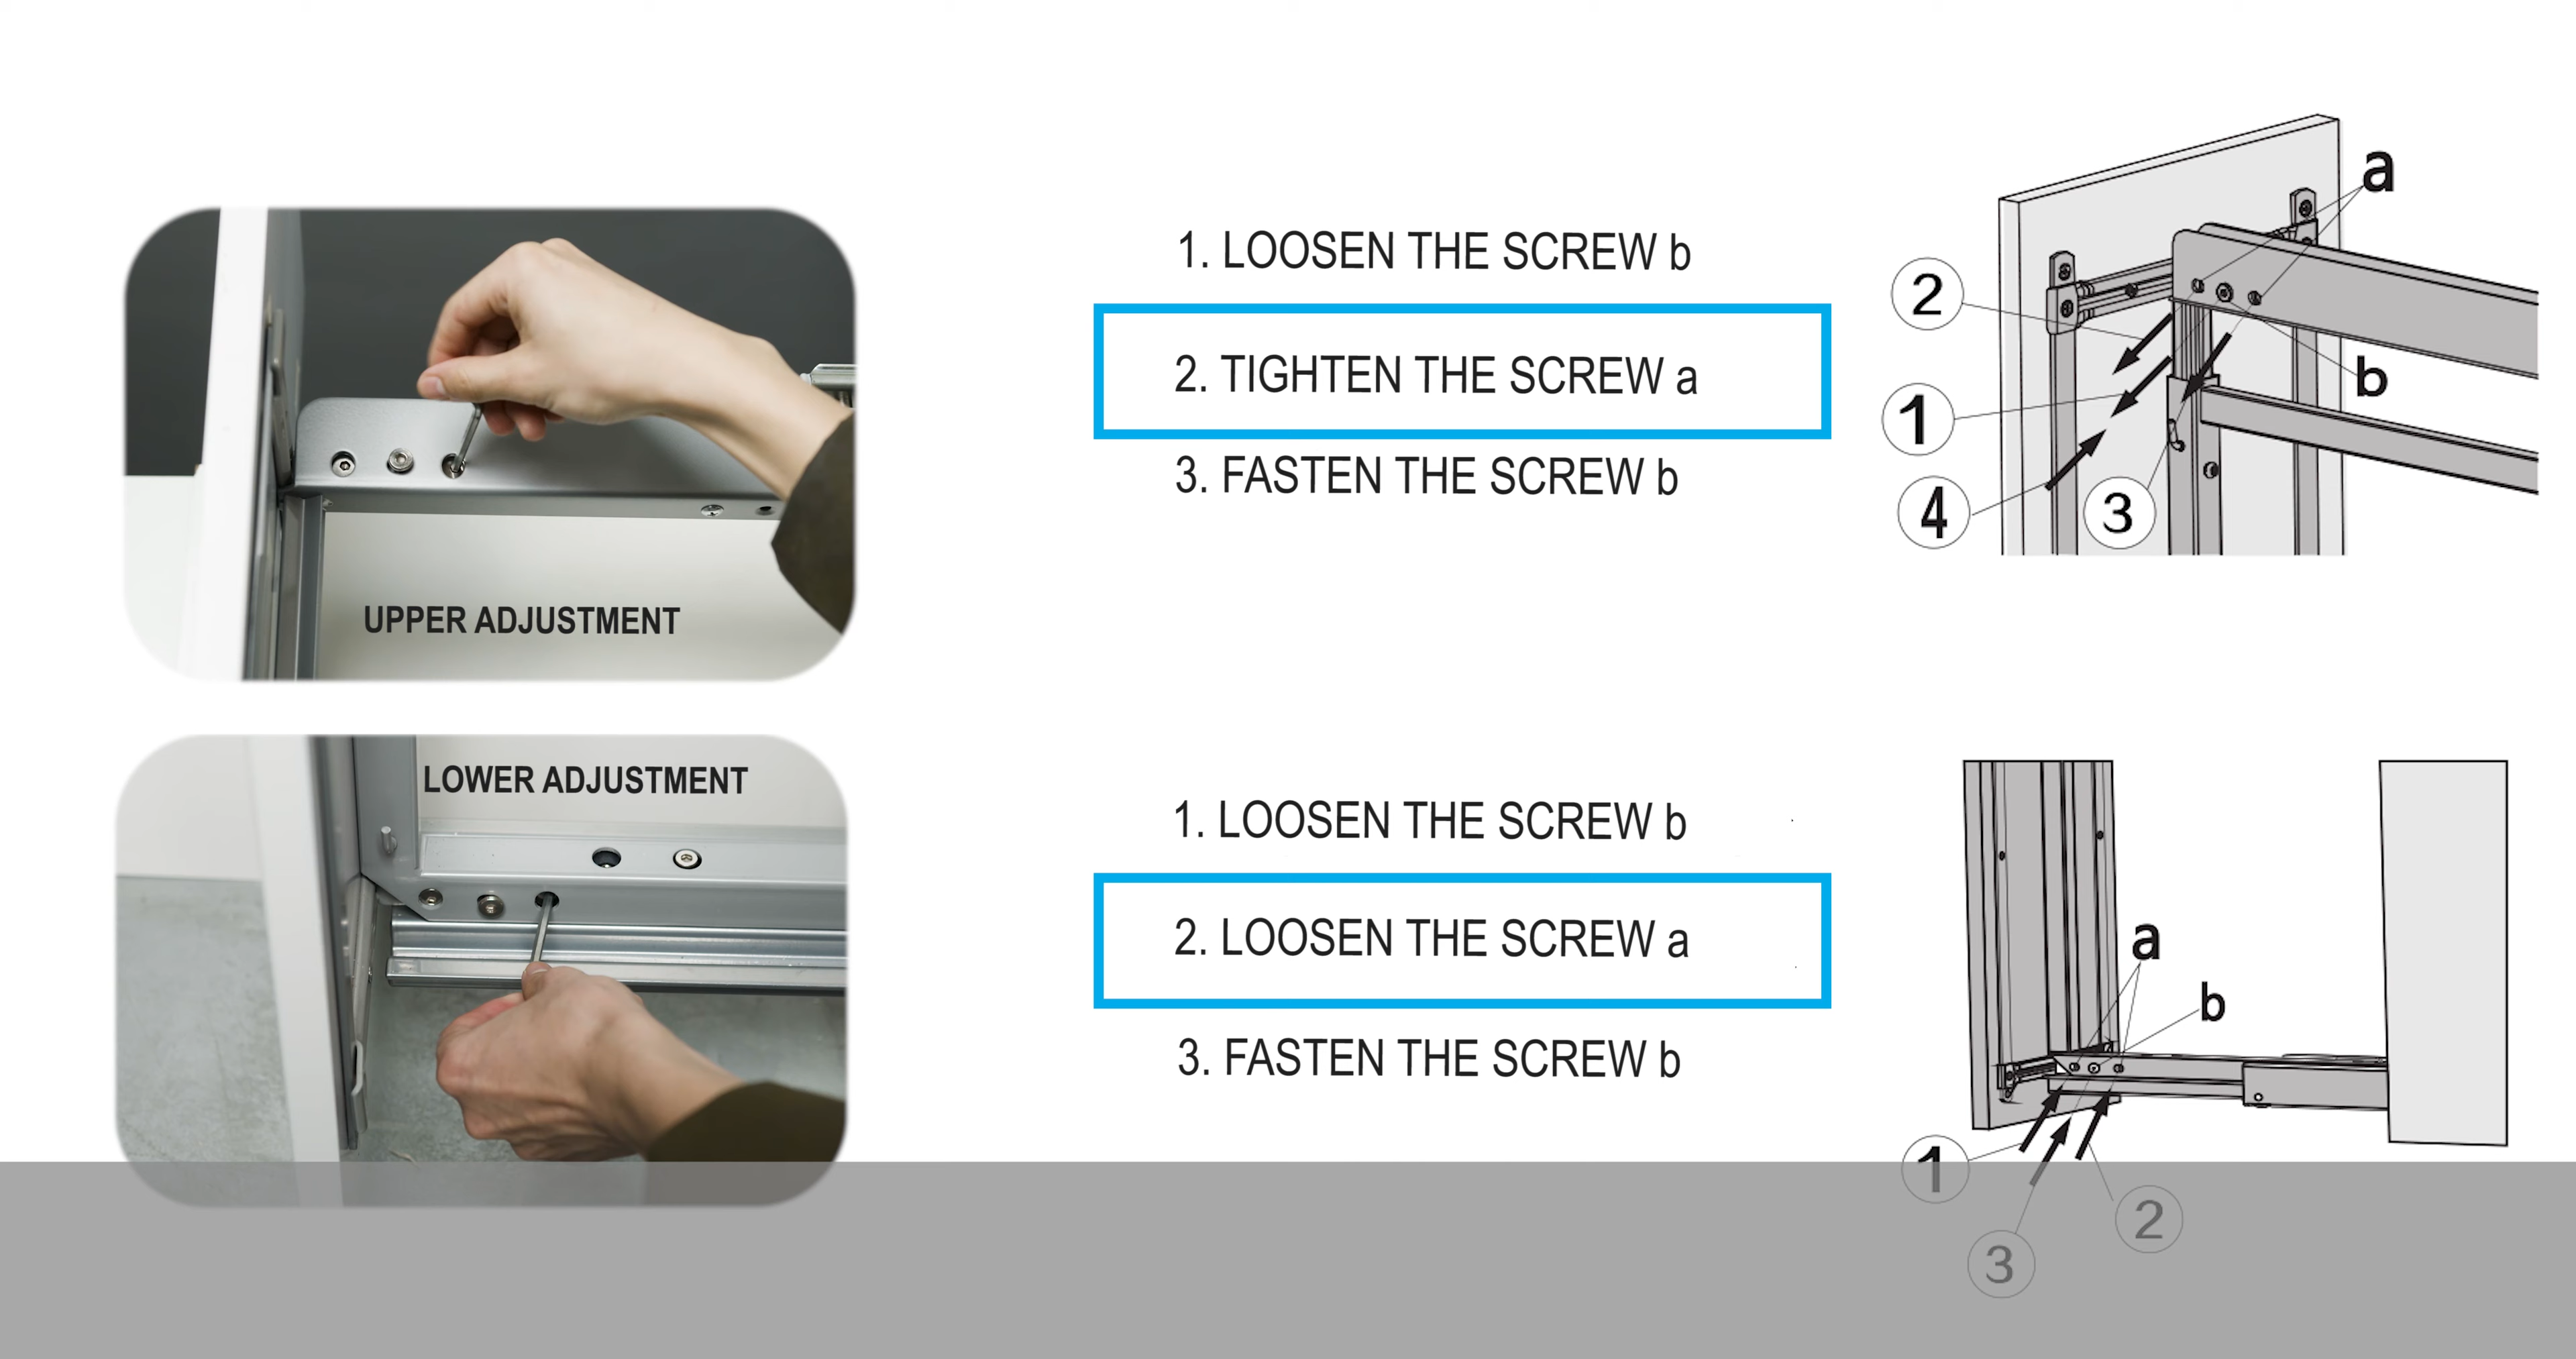 UPPER ADJUSTMENT
1. LOOSEN THE SCREW b
2. TIGHTEN THE SCREW a
3. FASTEN THE SCREW b
a
2
b
1
4
3
LOWER ADJUSTMENT
1. LOOSEN THE SCREW b
2. LOOSEN THE SCREW a
3. FASTEN THE SCREW b
a
b
1
2
3